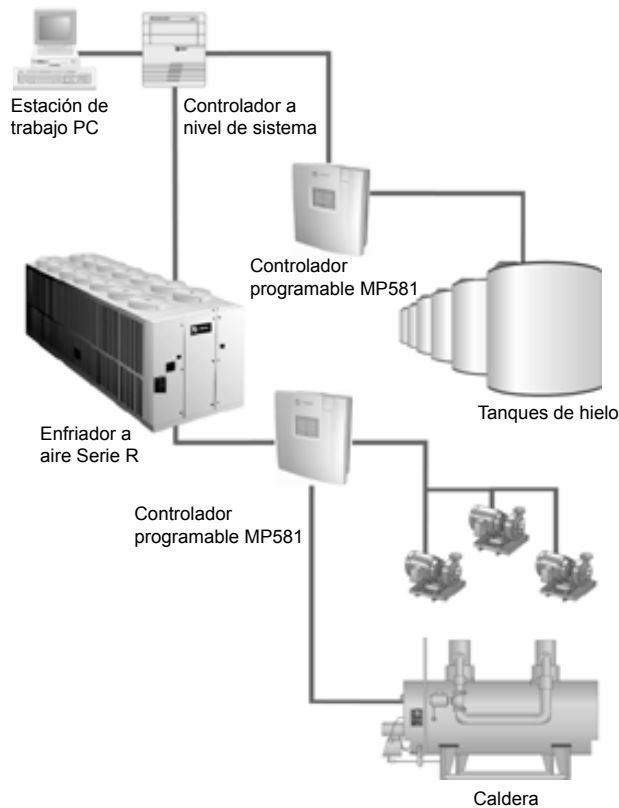 Estación de
trabajo PC
Controlador a
nivel de sistema
Controlador
programable MP581
Tanques de hielo
Enfriador a
aire Serie R
Controlador
programable MP581
Caldera